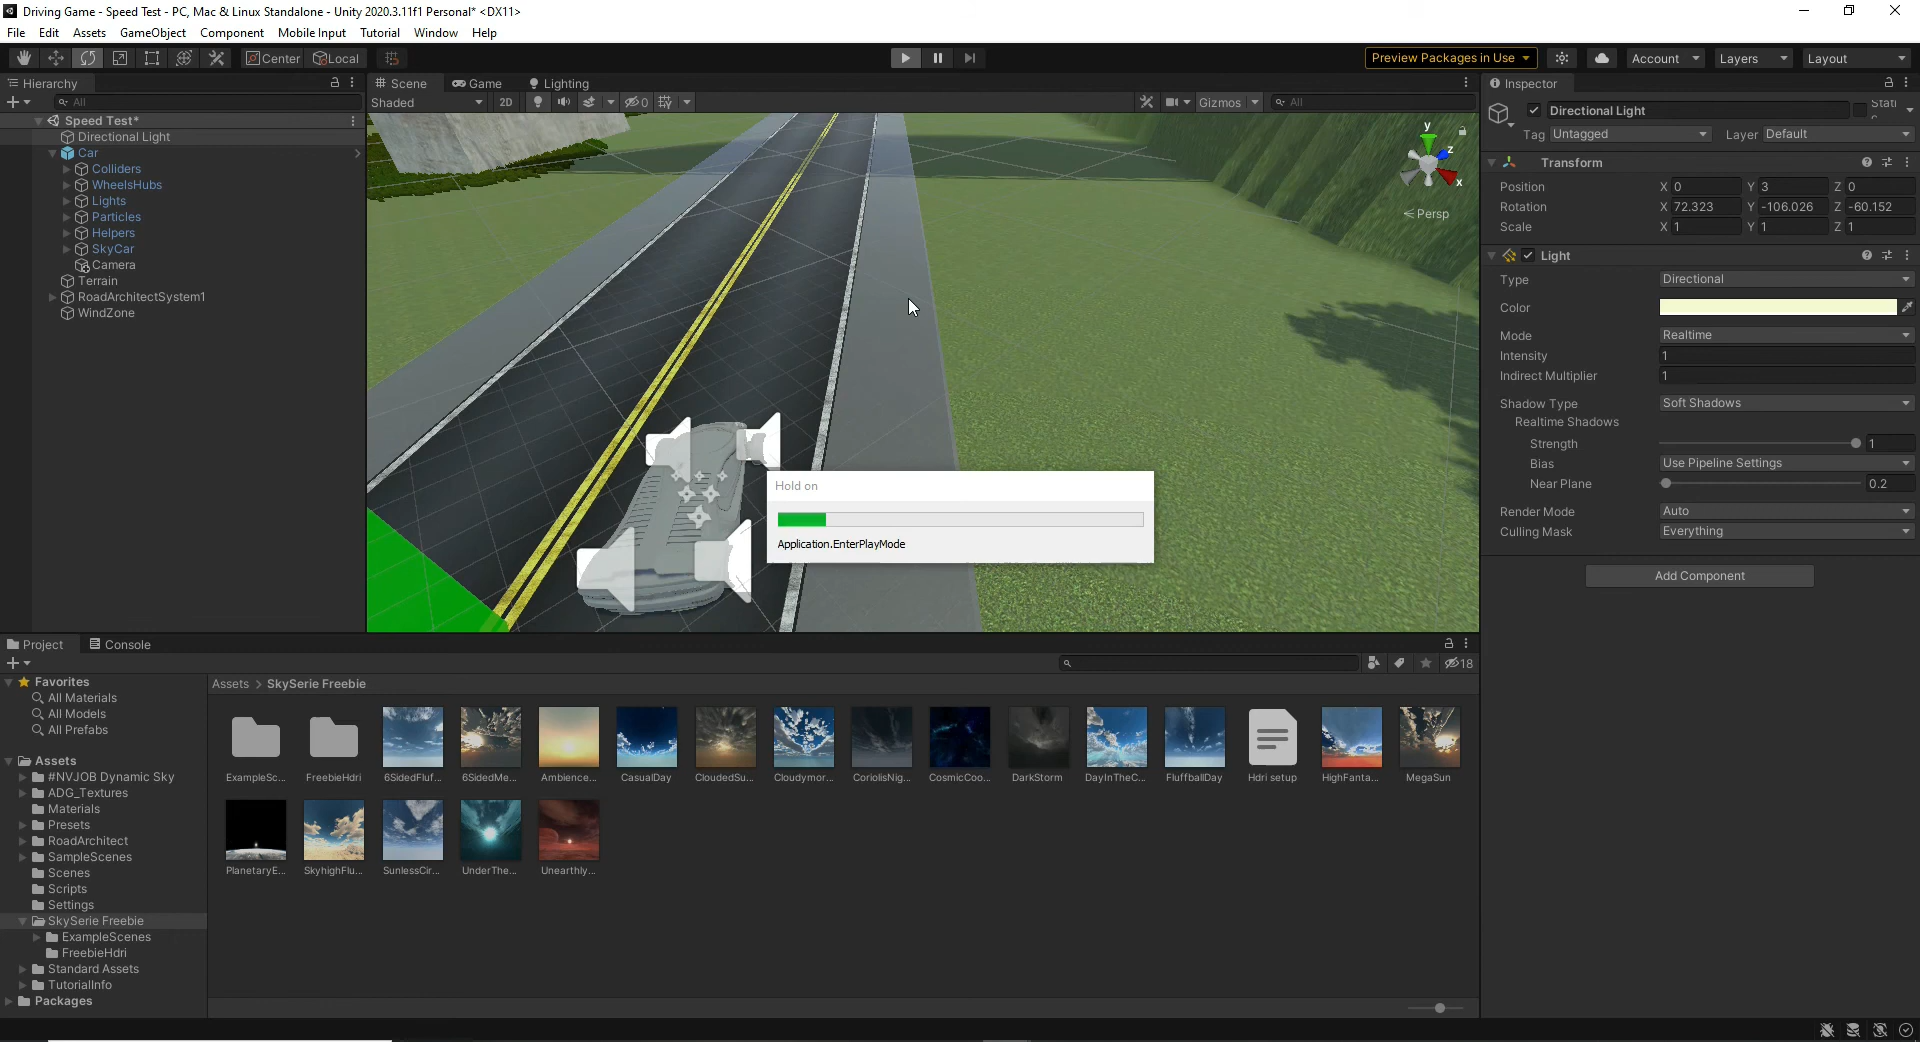 Driving Game - Speed Test - PC, Mac & Linux Standalone - Unity 2020.3.11f1 Personal* <DX11>
File Edit Assets GameObject Component Mobile Input Tutorial Window Help
Center Local Preview Packages in Use Account Layers Layout
Hierarchy
All
Speed Test*
Directional Light
Car
Colliders
WheelsHubs
Lights
Particles
Helpers
SkyCar
Camera
Terrain
RoadArchitectSystem1
WindZone
Scene Game Lighting
Shaded 2D 0 Gizmos All
y
z
x
Persp
Hold on
Application.EnterPlayMode
Inspector
Directional Light Stati
c
Tag Untagged Layer Default
Transform
Position X 0 Y 3 Z 0
Rotation X 72.323 Y -106.026 Z -60.152
Scale X 1 Y 1 Z 1
Light
Type Directional
Color
Mode Realtime
Intensity 1
Indirect Multiplier 1
Shadow Type Soft Shadows
Realtime Shadows
Strength 1
Bias Use Pipeline Settings
Near Plane 0.2
Render Mode Auto
Culling Mask Everything
Add Component
Project Console
18
Favorites
All Materials
All Models
All Prefabs
Assets
#NVJOB Dynamic Sky
ADG_Textures
Materials
Presets
RoadArchitect
SampleScenes
Scenes
Scripts
Settings
SkySerie Freebie
ExampleScenes
FreebieHdri
Standard Assets
TutorialInfo
Packages
Assets > SkySerie Freebie
ExampleSc... FreebieHdri 6SidedFluf... 6SidedMe... Ambience... CasualDay CloudedSu... Cloudymor... CoriolisNig... CosmicCoo... DarkStorm DayInTheC... FluffballDay Hdri setup HighFanta... MegaSun
PlanetaryE... SkyhighFlu... SunlessCir... UnderThe... Unearthly...